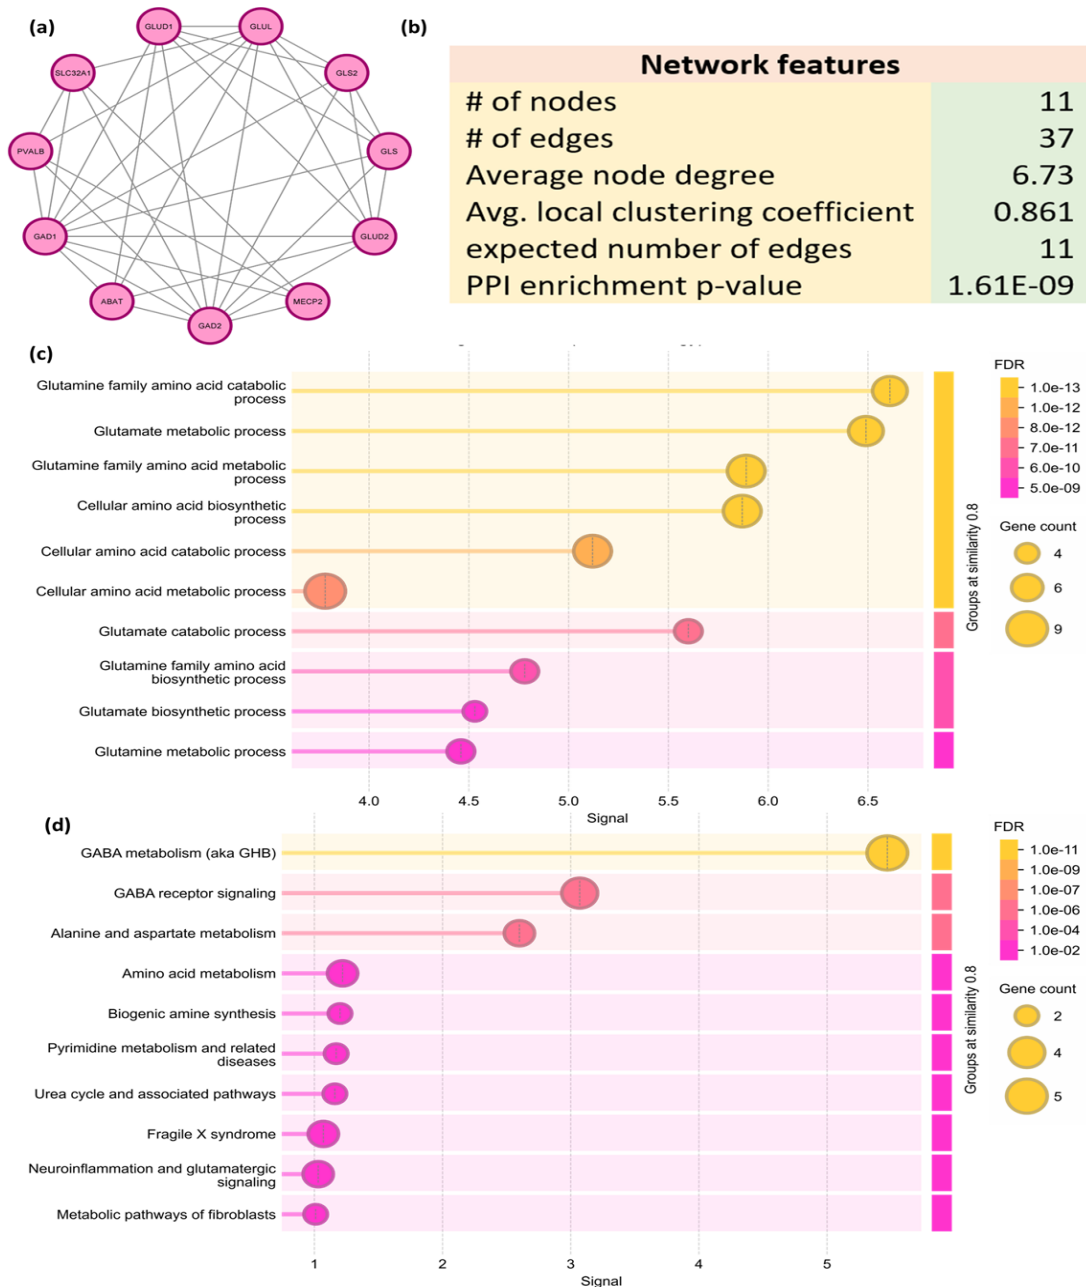 (a)
(b)
GLUD1
GLUL
SLC32A1
GLS2
PVALB
GLS
GAD1
GLUD2
ABAT
MECP2
GAD2
Network features
# of nodes 11
# of edges 37
Average node degree 6.73
Avg. local clustering coefficient 0.861
expected number of edges 11
PPI enrichment p-value 1.61E-09
(c)
Glutamine family amino acid catabolic
process
Glutamate metabolic process
Glutamine family amino acid metabolic
process
Cellular amino acid biosynthetic
process
Cellular amino acid catabolic process
Cellular amino acid metabolic process
Glutamate catabolic process
Glutamine family amino acid
biosynthetic process
Glutamate biosynthetic process
Glutamine metabolic process
4.0 4.5 5.0 5.5 6.0 6.5
Signal
Groups at similarity 0.8
FDR
1.0e-13
1.0e-12
8.0e-12
7.0e-11
6.0e-10
5.0e-09
Gene count
4
6
9
(d)
GABA metabolism (aka GHB)
GABA receptor signaling
Alanine and aspartate metabolism
Amino acid metabolism
Biogenic amine synthesis
Pyrimidine metabolism and related
diseases
Urea cycle and associated pathways
Fragile X syndrome
Neuroinflammation and glutamatergic
signaling
Metabolic pathways of fibroblasts
1 2 3 4 5
Signal
Groups at similarity 0.8
FDR
1.0e-11
1.0e-09
1.0e-07
1.0e-06
1.0e-04
1.0e-02
Gene count
2
4
5